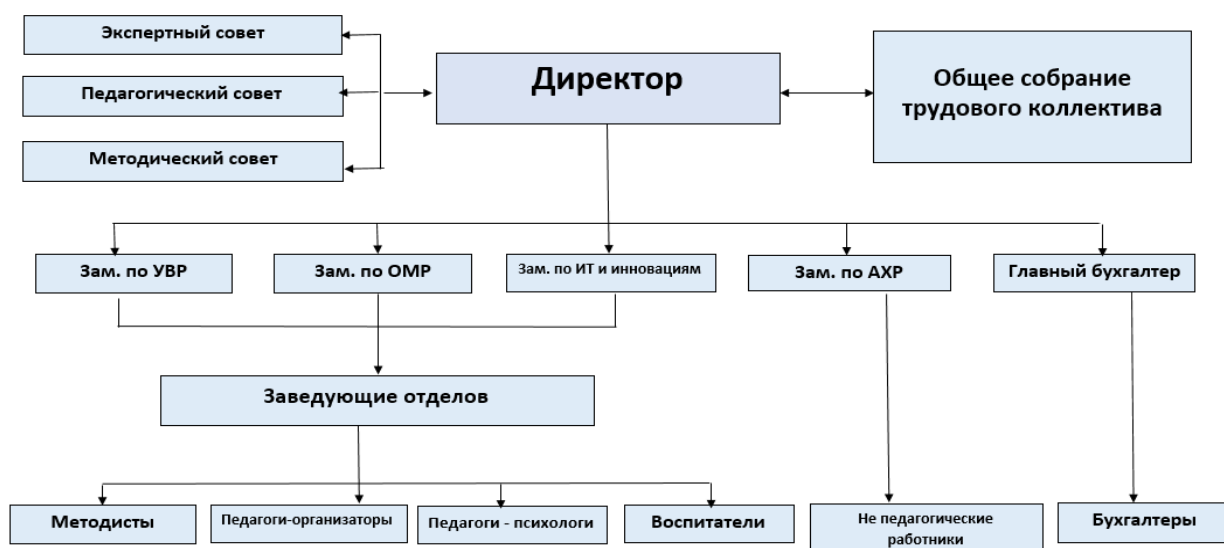 Экспертный совет
Педагогический совет
Методический совет
Директор
Общее собрание
трудового коллектива
Зам. по УВР
Зам. по ОМР
Зам. по ИТ и инновациям
Зам. по АХР
Главный бухгалтер
Заведующие отделов
Методисты
Педагоги-организаторы
Педагоги - психологи
Воспитатели
Не педагогические
работники
Бухгалтеры